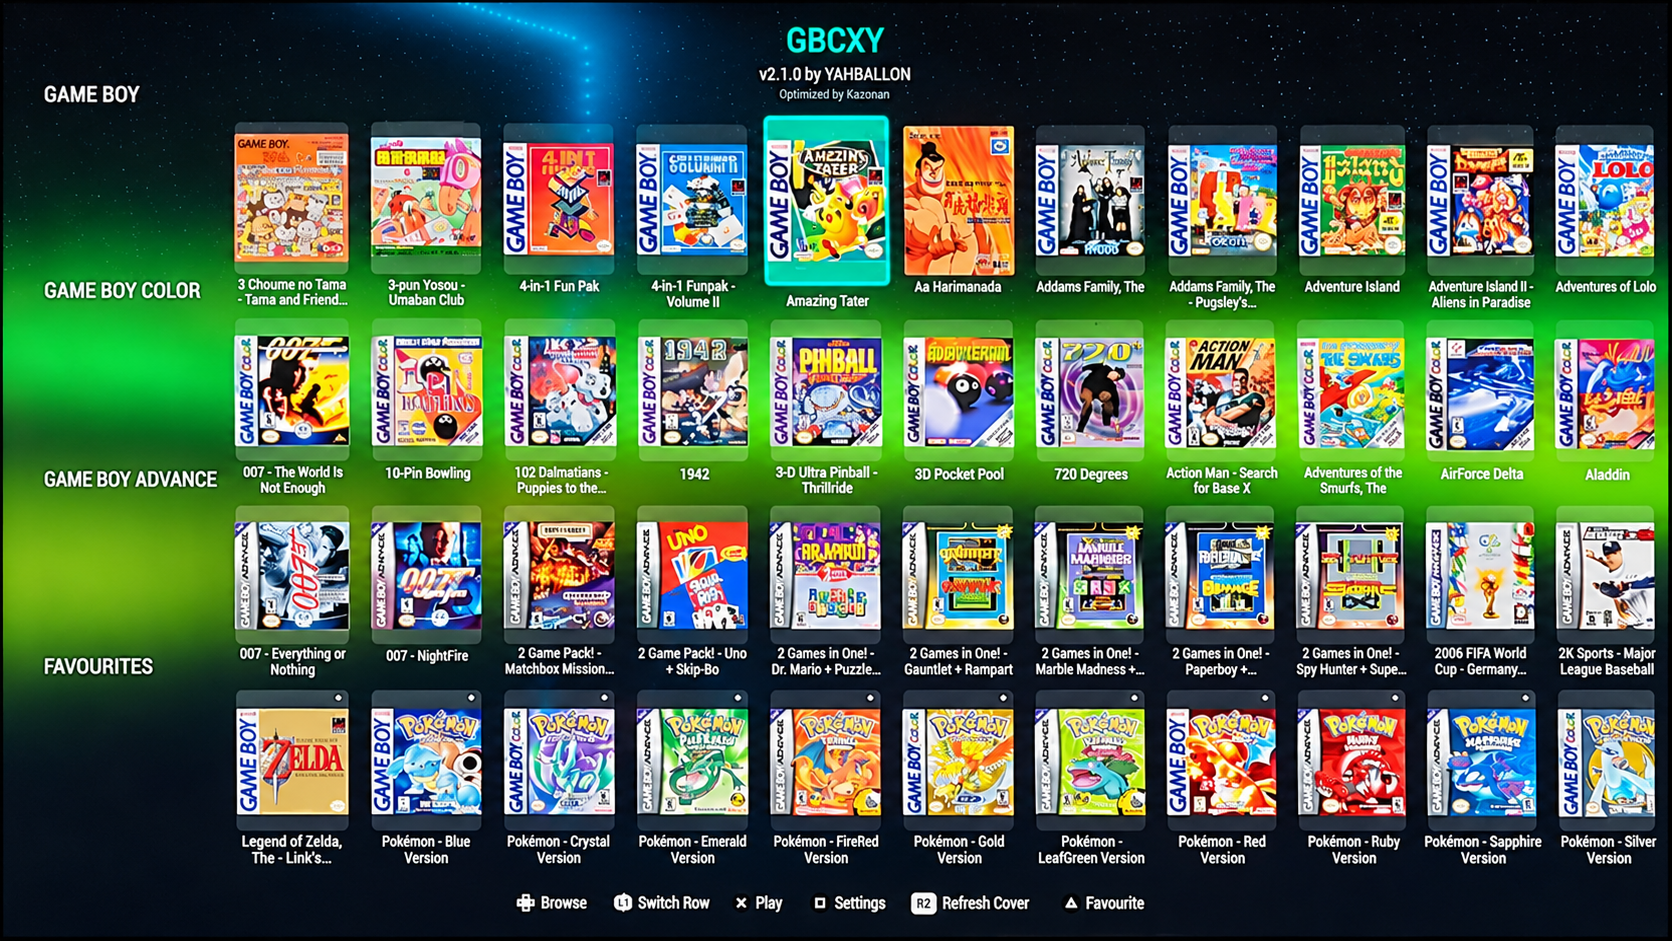 GBCXY
v2.1.0 by YAHBALLON
Optimized by Kazonan
GAME BOY
3 Choume no Tama
- Tama and Friend...
3-pun Yosou -
Umaban Club
4-in-1 Fun Pak
4-in-1 Funpak -
Volume II
Amazing Tater
Aa Harimanada
Addams Family, The
Addams Family, The
- Pugsley's...
Adventure Island
Adventure Island II -
Aliens in Paradise
Adventures of Lolo
GAME BOY COLOR
007 - The World Is
Not Enough
10-Pin Bowling
102 Dalmatians -
Puppies to the...
1942
3-D Ultra Pinball -
Thrillride
3D Pocket Pool
720 Degrees
Action Man - Search
for Base X
Adventures of the
Smurfs, The
AirForce Delta
Aladdin
GAME BOY ADVANCE
007 - Everything or
Nothing
007 - NightFire
2 Game Pack! -
Matchbox Mission...
2 Game Pack! - Uno
+ Skip-Bo
2 Games in One! -
Dr. Mario + Puzzle...
2 Games in One! -
Gauntlet + Rampart
2 Games in One! -
Marble Madness +...
2 Games in One! -
Paperboy +...
2 Games in One! -
Spy Hunter + Supe...
2006 FIFA World
Cup - Germany...
2K Sports - Major
League Baseball
FAVOURITES
Legend of Zelda,
The - Link's...
Pokémon - Blue
Version
Pokémon - Crystal
Version
Pokémon - Emerald
Version
Pokémon - FireRed
Version
Pokémon - Gold
Version
Pokémon -
LeafGreen Version
Pokémon - Red
Version
Pokémon - Ruby
Version
Pokémon - Sapphire
Version
Pokémon - Silver
Version
Browse
L1 Switch Row
Play
Settings
R2 Refresh Cover
Favourite